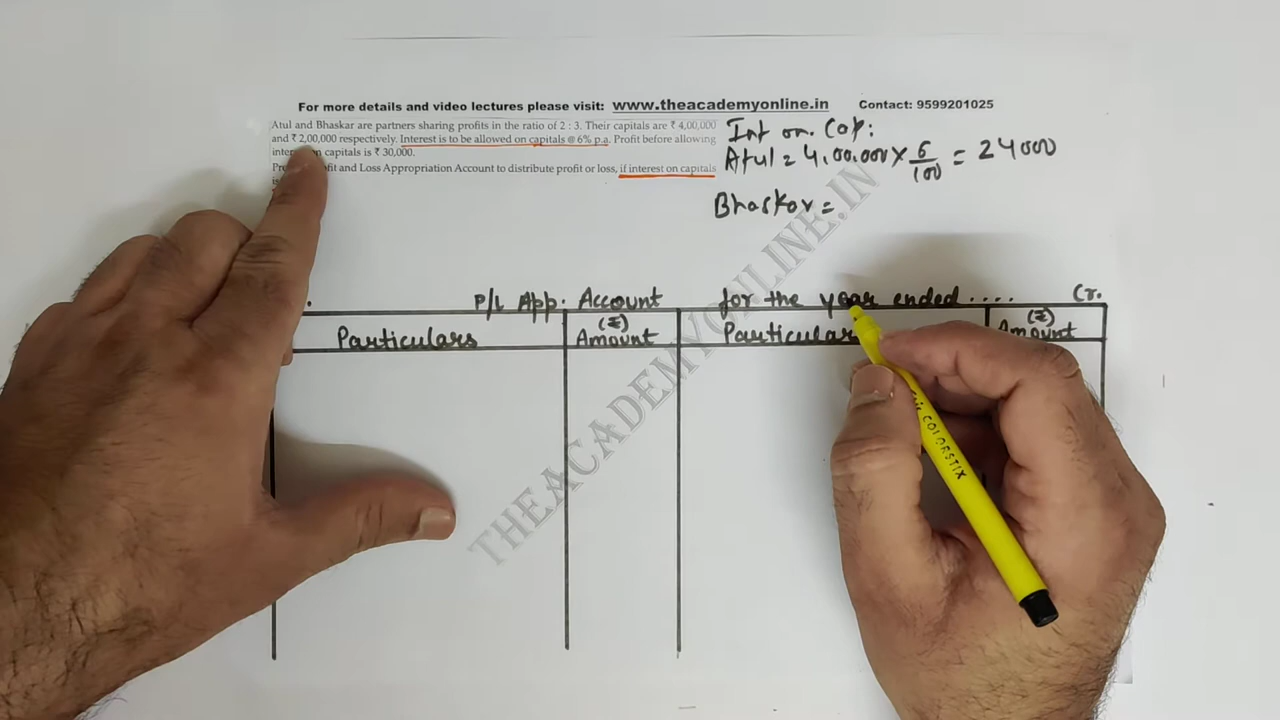 For more details and video lectures please visit: www.theacademyonline.in Contact: 9599201025
Atul and Bhaskar are partners sharing profits in the ratio of 2 : 3. Their capitals are ₹ 4,00,000
and ₹ 2,00,000 respectively. Interest is to be allowed on capitals @ 6% p.a. Profit before allowing
capitals is ₹ 30,000.
and Loss Appropriation Account to distribute profit or loss, if interest on capitals
Int on. Cap:
Atul = 4,00,000 × 6/100 = 24000
Bhaskar =
P/L App. Account for the year ended .... Cr.
Particulars (₹) Amount Particulars (₹) Amount
THEACADEMYONLINE.IN
COLORSTIX